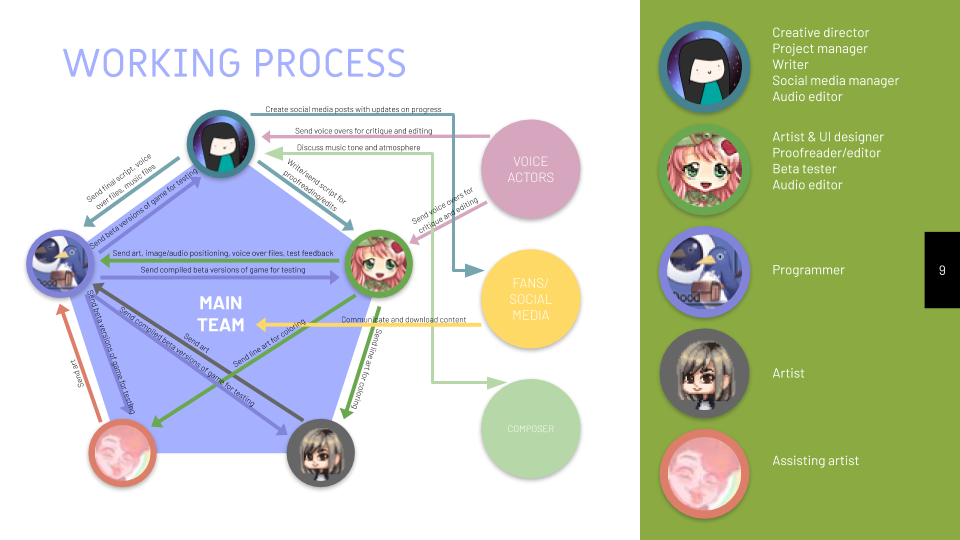 WORKING PROCESS
Create social media posts with updates on progress
Send voice overs for critique and editing
Discuss music tone and atmosphere
Send final script, voice
over files, music files
Send beta versions of game for testing
Write/send script for
proofreading/edits
Send voice overs for
critique and editing
Send art, image/audio positioning, voice over files, test feedback
Send compiled beta versions of game for testing
MAIN
TEAM
Communicate and download content
Send beta versions of game for testing
Send compiled beta versions of game for testing
Send art
Send line art for coloring
Send line art for coloring
Send art
VOICE
ACTORS
FANS/
SOCIAL
MEDIA
COMPOSER
Creative director
Project manager
Writer
Social media manager
Audio editor
Artist & UI designer
Proofreader/editor
Beta tester
Audio editor
Programmer
Artist
Assisting artist
9